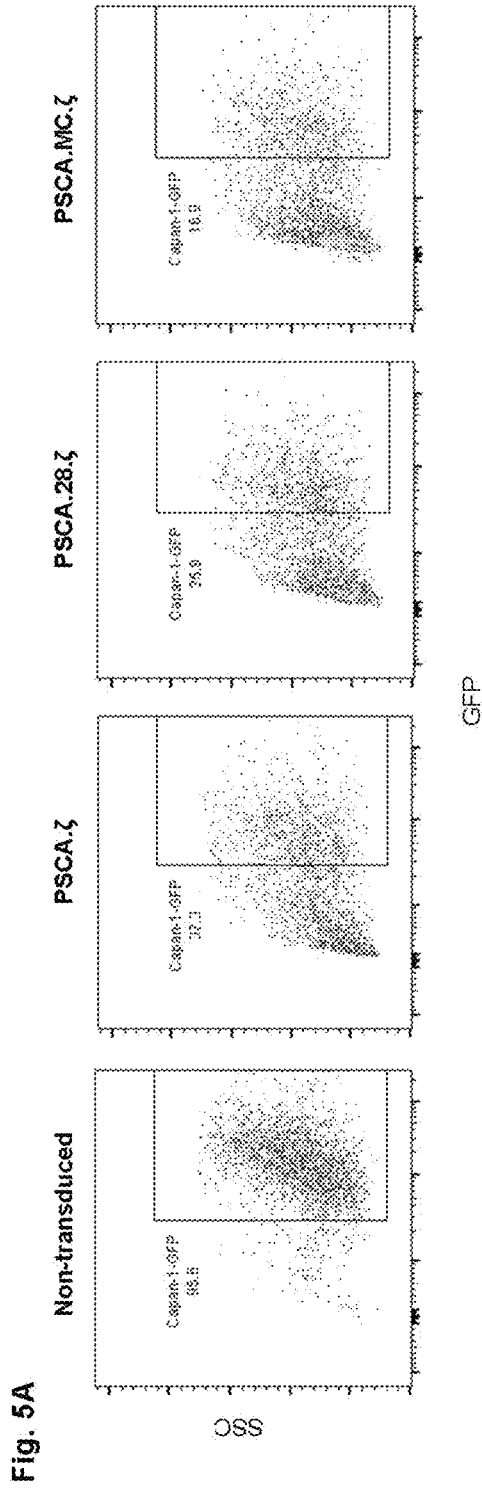 Fig. 5A
Non-transduced
PSCA.ζ
PSCA.28.ζ
PSCA.MC.ζ
Capan-1-GFP
Capan-1-GFP
Capan-1-GFP
Capan-1-GFP
SSC
GFP